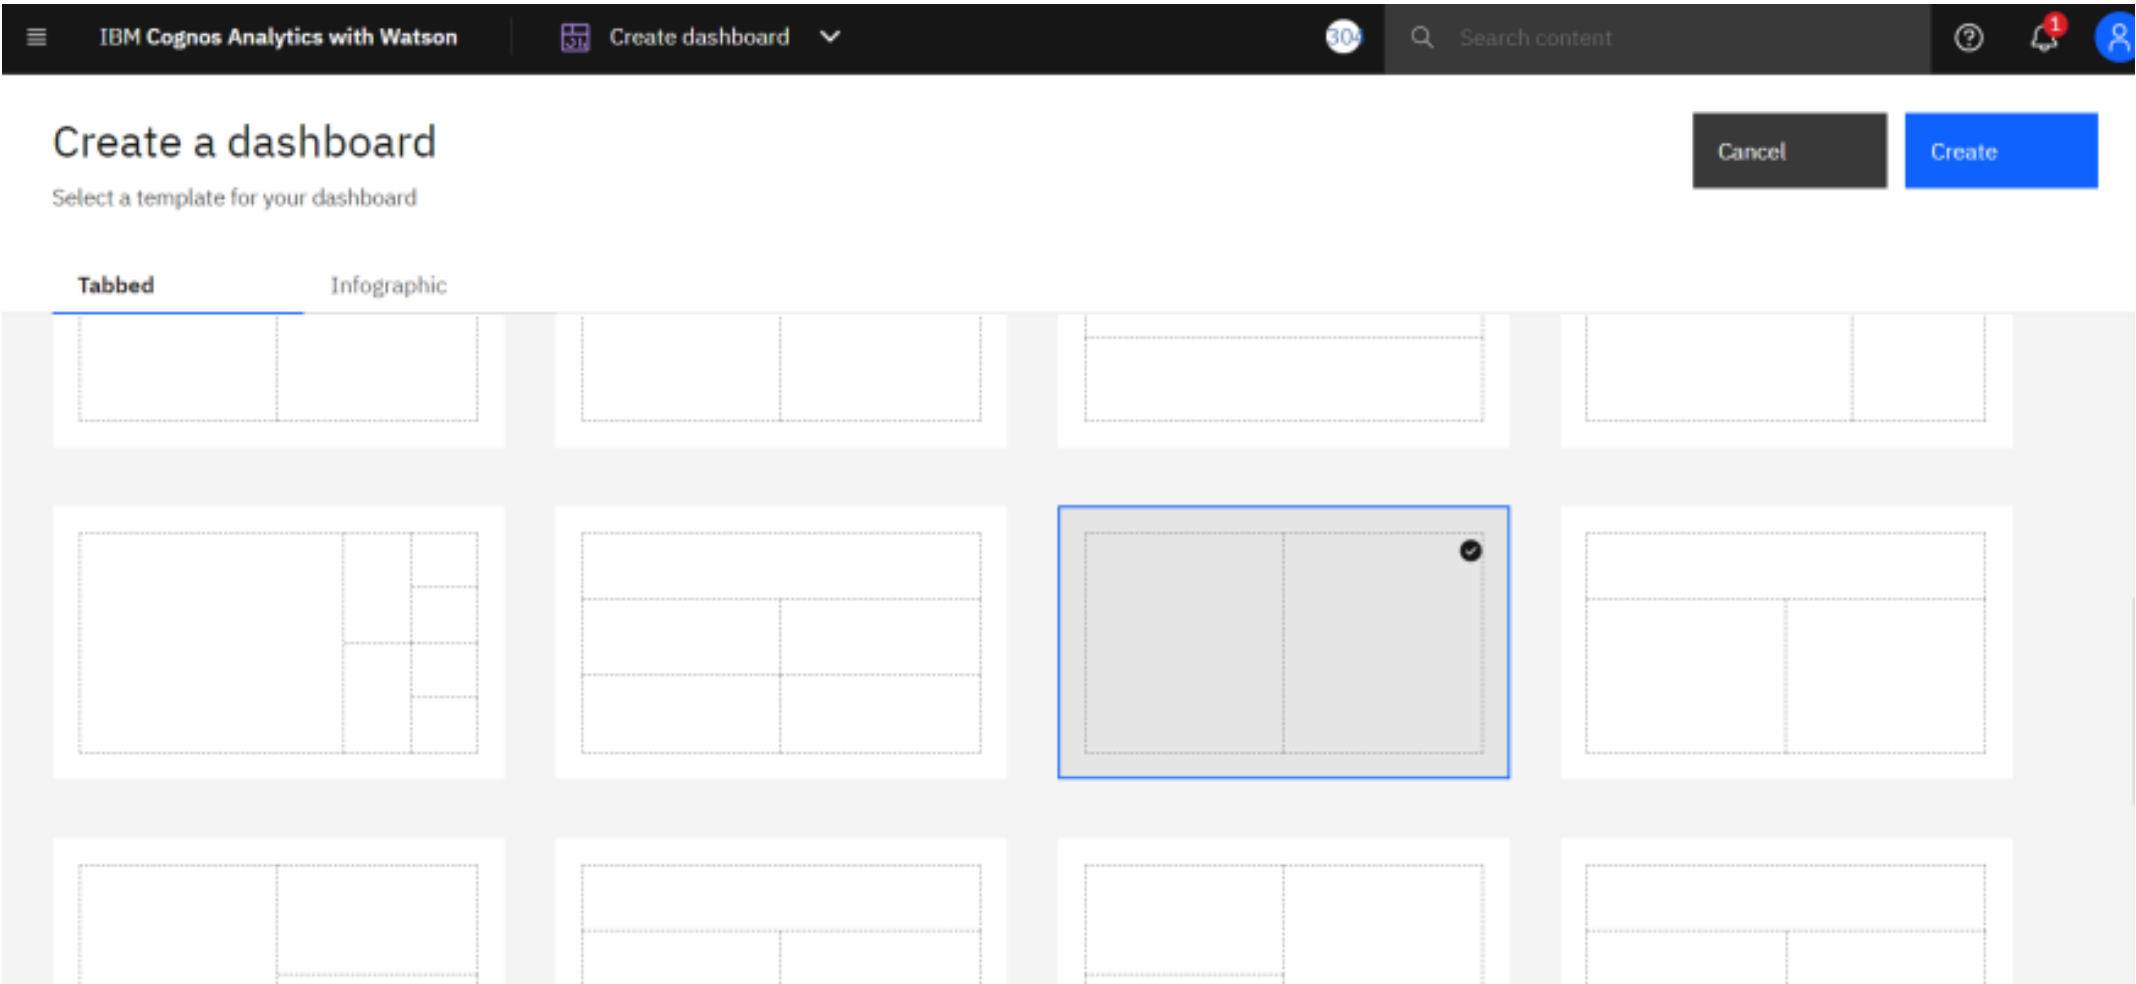 IBM Cognos Analytics with Watson
Create dashboard
304
Search content
1
Create a dashboard
Cancel
Create
Select a template for your dashboard
Tabbed
Infographic